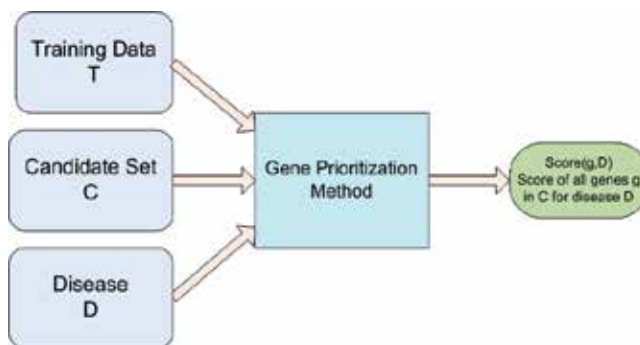 Training Data
T
Candidate Set
C
Disease
D
Gene Prioritization
Method
Score(g,D)
Score of all genes g
in C for disease D